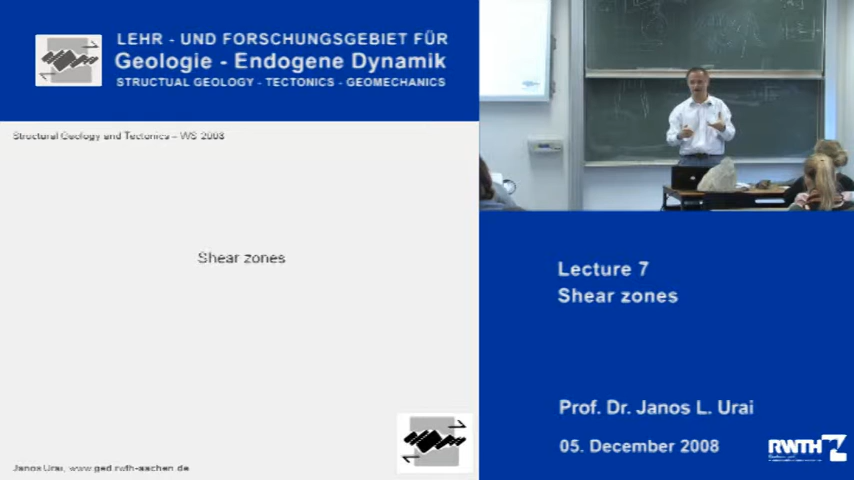 LEHR - UND FORSCHUNGSGEBIET FÜR
Geologie - Endogene Dynamik
STRUCTUAL GEOLOGY - TECTONICS - GEOMECHANICS
Structural Geology and Tectonics – WS 2008
Shear zones
Janos Urai, www.ged.rwth-aachen.de
Lecture 7
Shear zones
Prof. Dr. Janos L. Urai
05. December 2008
RWTH